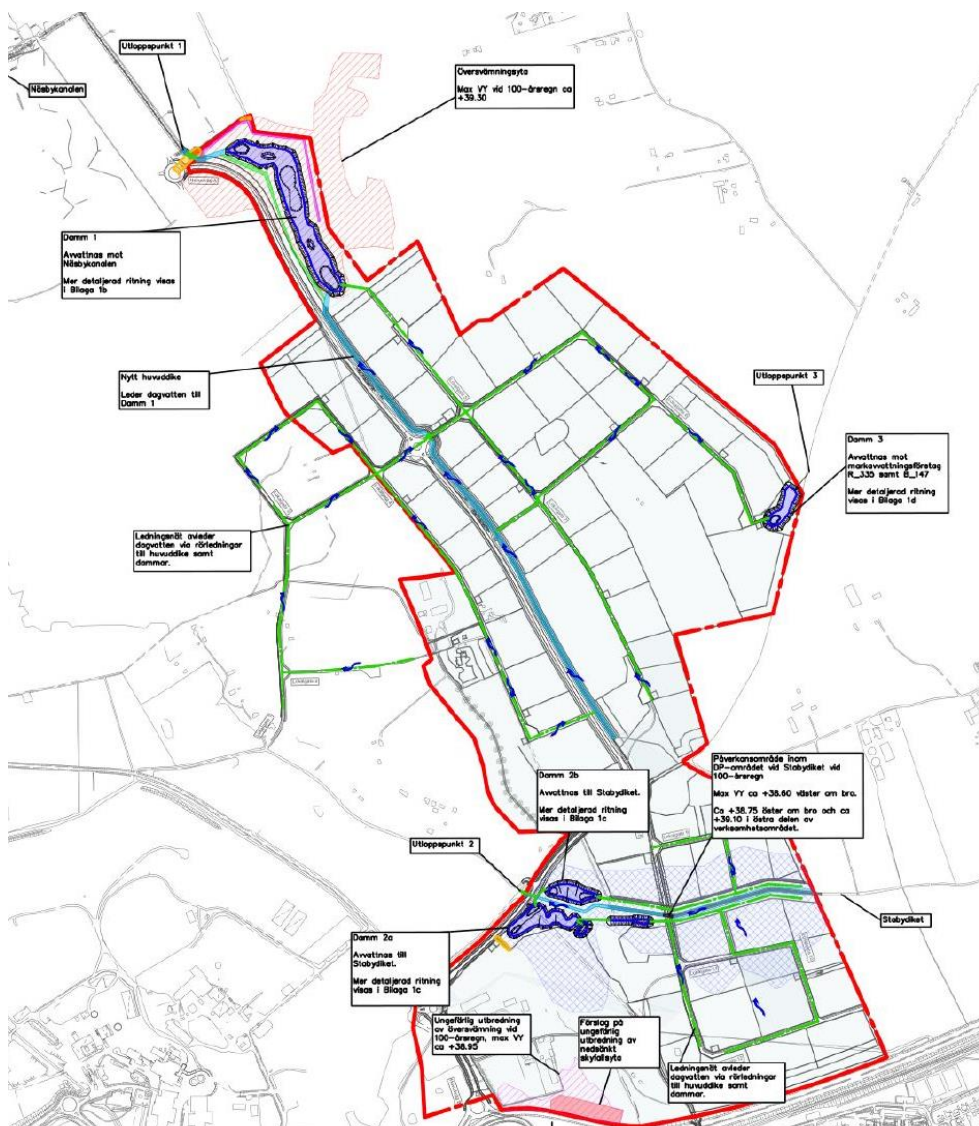 Utloppspunkt 1
Näsbykanalen
Översvämningsyta
Max VY vid 100-årsregn ca
+39.30
Damm 1
Avvattnas mot
Näsbykanalen
Mer detaljerad ritning visas
i Bilaga 1b
Nytt huvuddike
Leder dagvatten till
Damm 1
Utloppspunkt 3
Damm 3
Avvattnas mot
markavvattningsföretag
R_335 samt B_147
Mer detaljerad ritning
visas i Bilaga 1d
Ledningsnät avleder
dagvatten via rörledningar
till huvuddike samt
dammar.
Damm 2b
Avvattnas till Stabydiket.
Mer detaljerad ritning
visas i Bilaga 1c
Påverkansområde inom
DP-området vid Stabydiket vid
100-årsregn
Max VY ca +38.60 väster om bro.
Ca +38.75 öster om bro och ca
+39.10 i östra delen av
verksamhetsområdet.
Utloppspunkt 2
Stabydiket
Damm 2a
Avvattnas till
Stabydiket.
Mer detaljerad ritning
visas i Bilaga 1c
Ungefärlig utbredning
av översvämning vid
100-årsregn, max VY
ca +38.95
Förslag på
ungefärlig
utbredning av
nedsänkt
skyfallsyta
Ledningsnät avleder
dagvatten via rörledningar
till huvuddike samt
dammar.